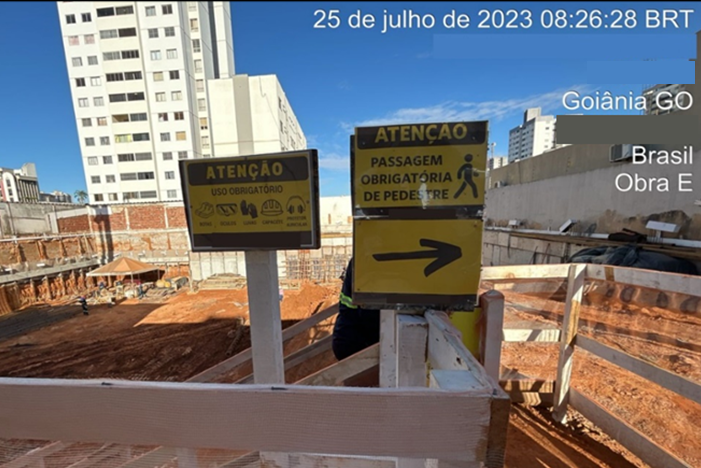 25 de julho de 2023 08:26:28 BRT
Goiânia GO
Brasil
Obra E
ATENÇÃO
USO OBRIGATÓRIO
ATENÇÃO
PASSAGEM
OBRIGATÓRIA
DE PEDESTRE